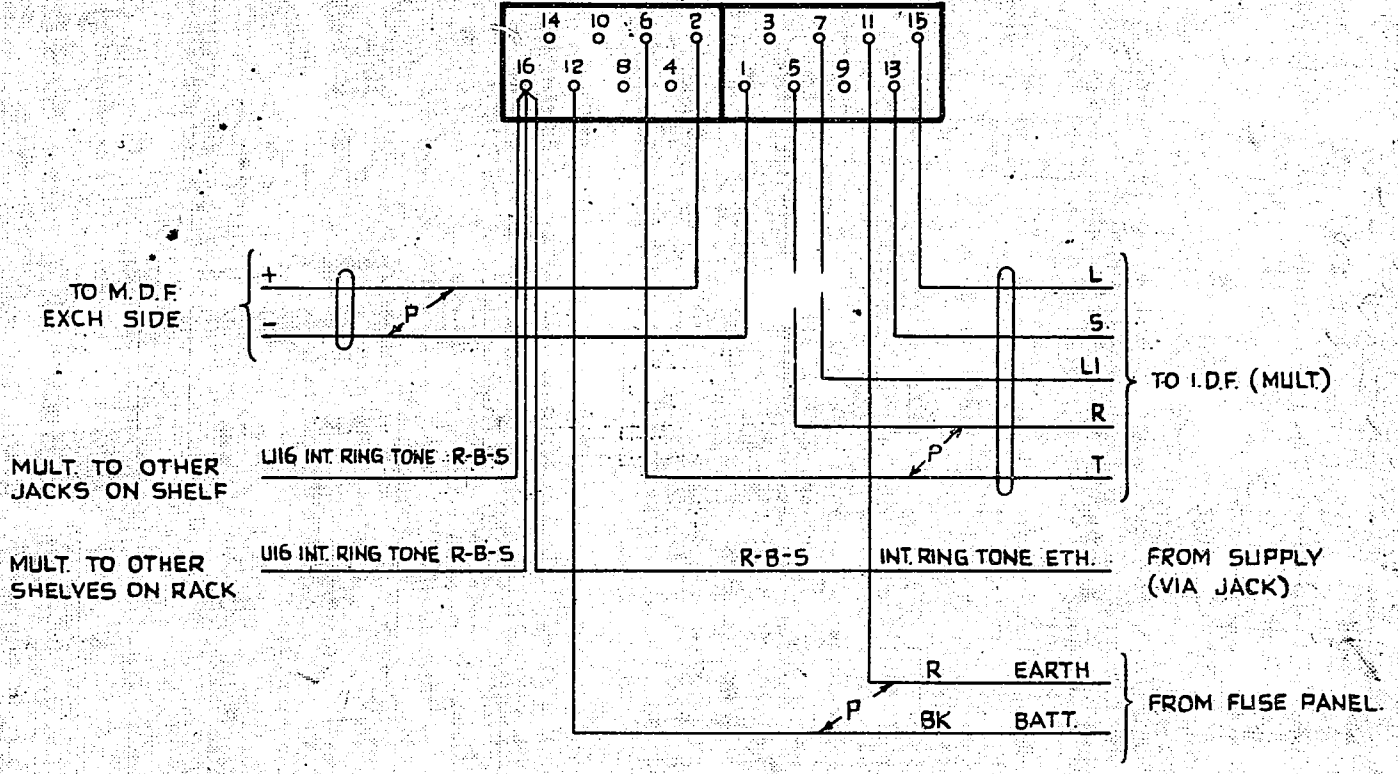 14 10 6 2 3 7 11 15
16 12 8 4 1 5 9 13
+
TO M.D.F.
EXCH SIDE
-
P
L
S.
L1
TO I.D.F. (MULT.)
R
P
T
MULT. TO OTHER
JACKS ON SHELF
U16 INT. RING TONE R-B-S
MULT. TO OTHER
SHELVES ON RACK
U16 INT. RING TONE R-B-S
R-B-S INT. RING TONE ETH.
FROM SUPPLY
(VIA JACK)
R EARTH
P
BK BATT.
FROM FUSE PANEL.